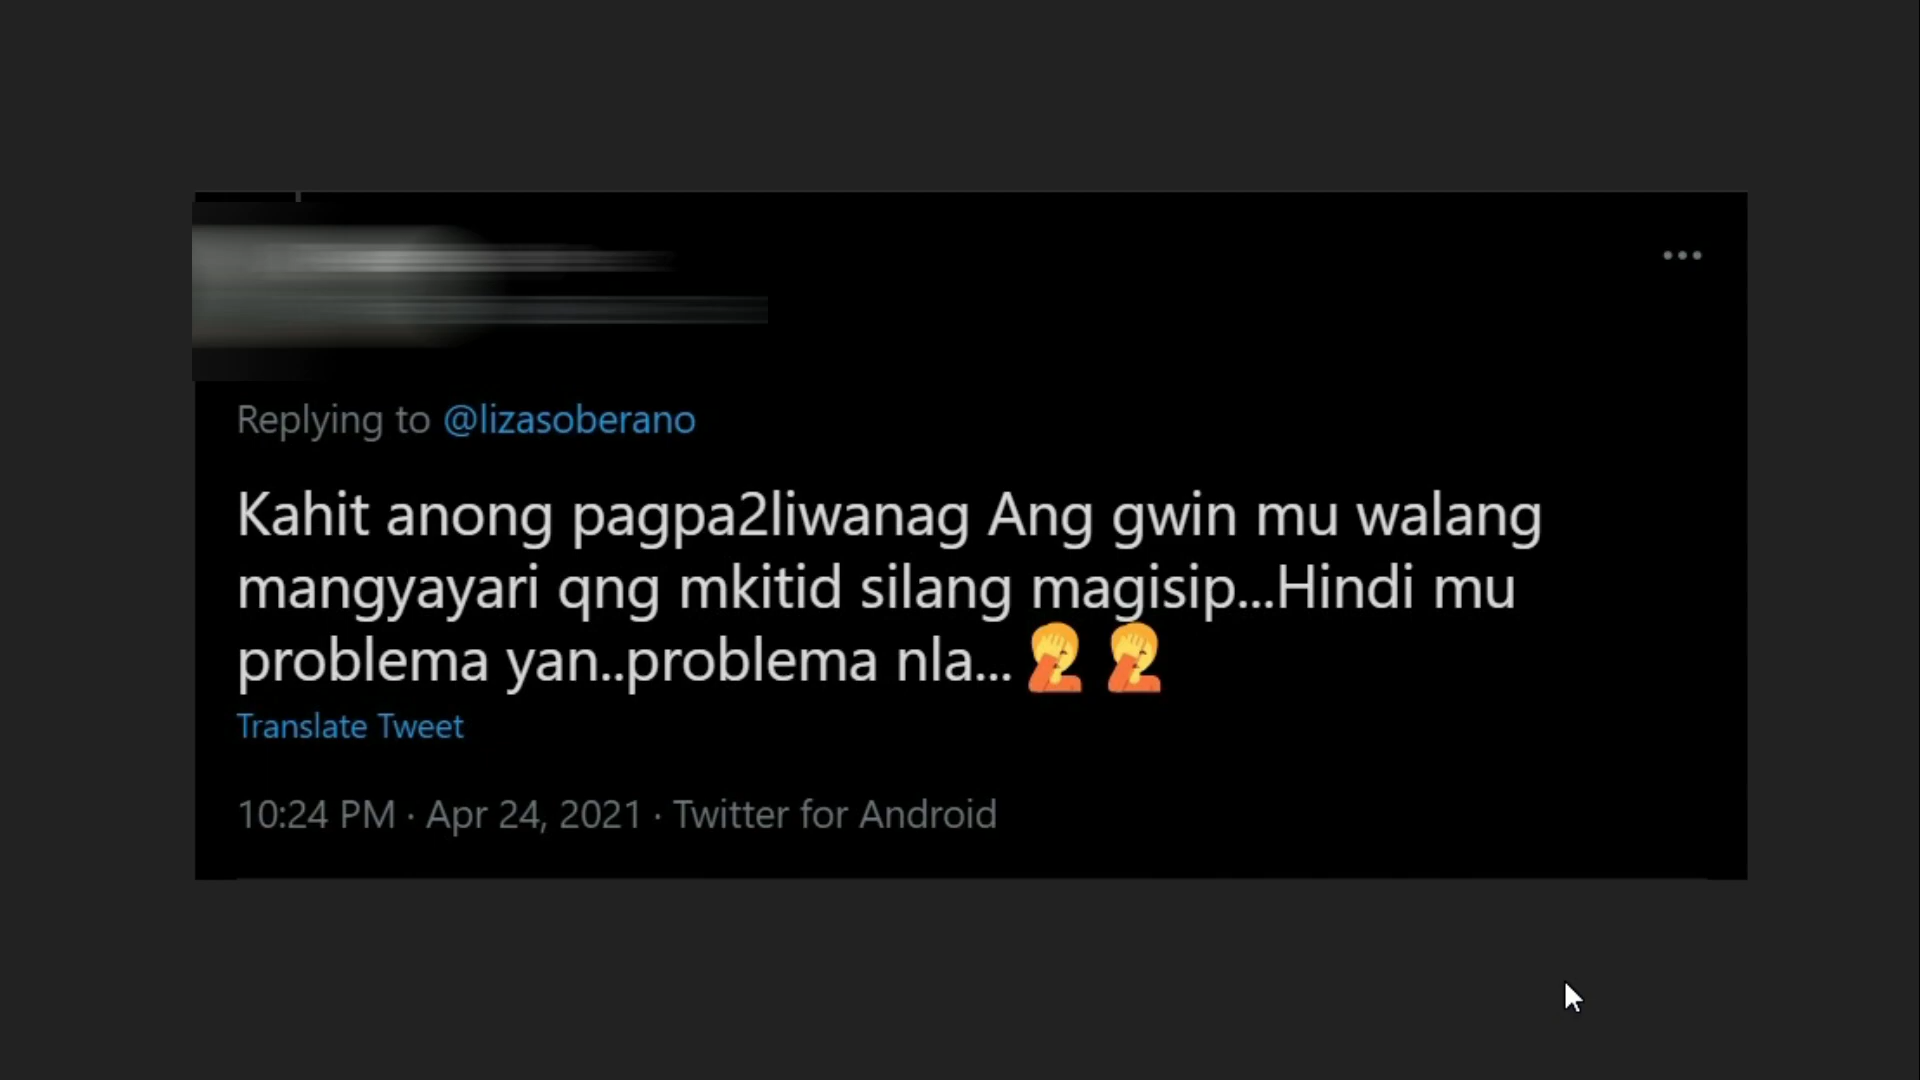 Replying to @lizasoberano
Kahit anong pagpa2liwanag Ang gwin mu walang
mangyayari qng mkitid silang magisip...Hindi mu
problema yan..problema nla...🤦🤦
Translate Tweet
10:24 PM · Apr 24, 2021 · Twitter for Android